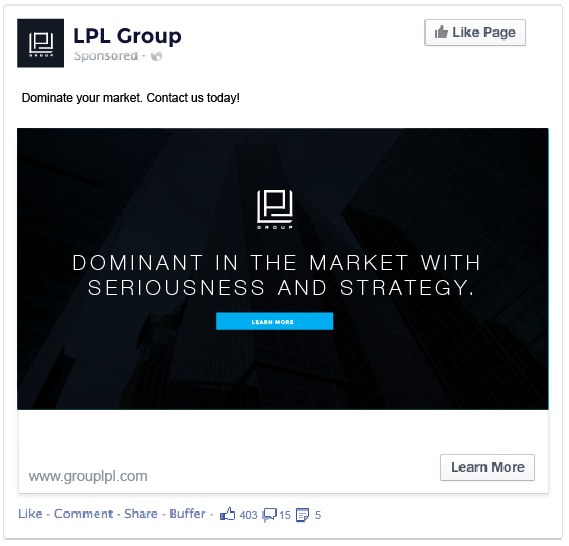 LPL Group
Like Page
Sponsored ·
Dominate your market. Contact us today!
GROUP
DOMINANT IN THE MARKET WITH
SERIOUSNESS AND STRATEGY.
LEARN MORE
www.grouplpl.com
Learn More
Like - Comment - Share - Buffer - 403 15 5